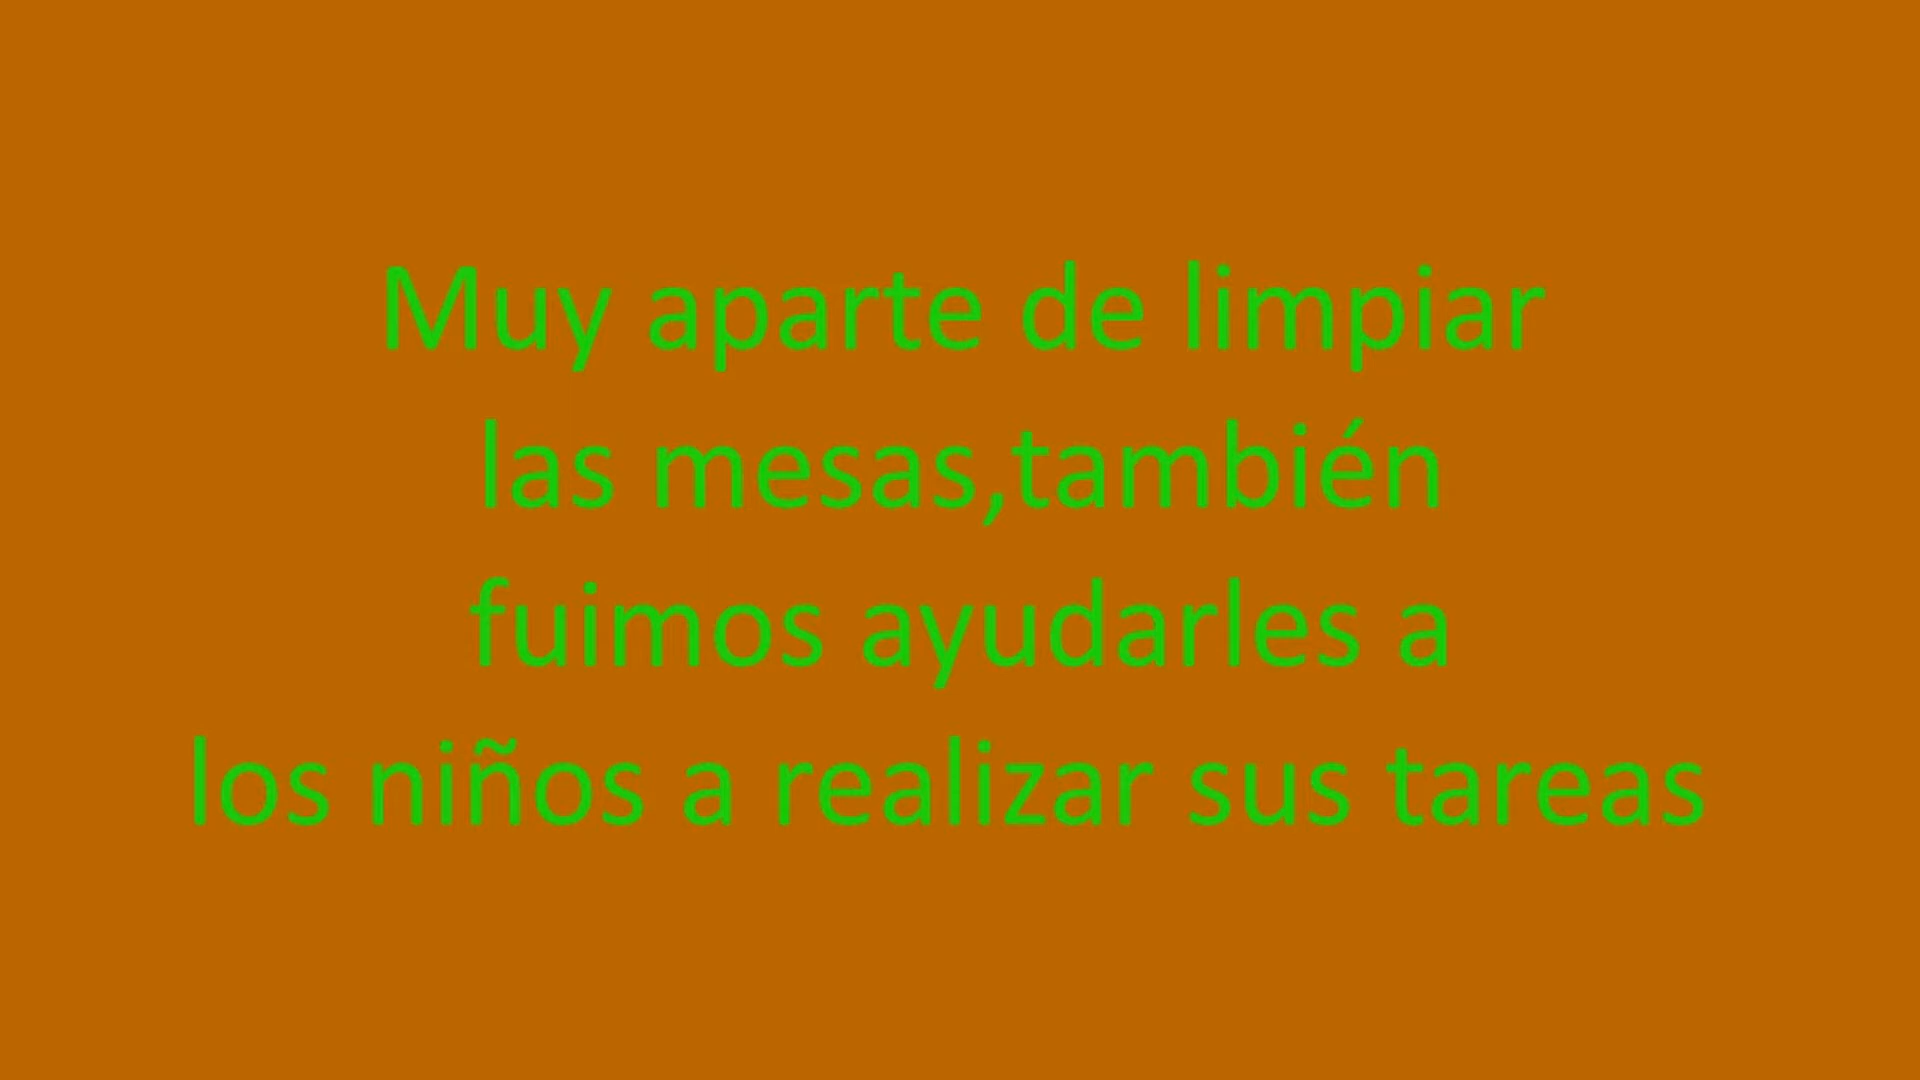 Muy aparte de limpiar
las mesas,también
fuimos ayudarles a
los niños a realizar sus tareas